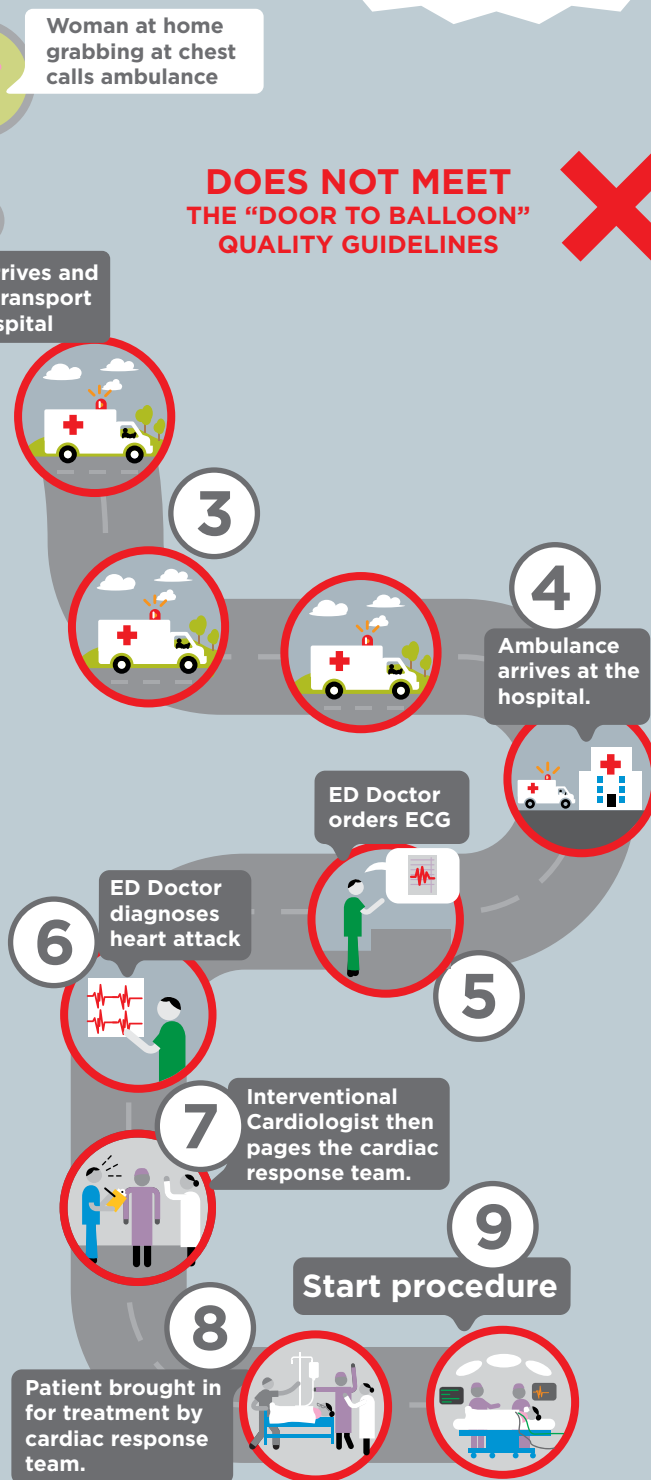 Woman at home
grabbing at chest
calls ambulance
DOES NOT MEET
THE “DOOR TO BALLOON”
QUALITY GUIDELINES
and
3
4
Ambulance
arrives at the
hospital.
ED Doctor
orders ECG
5
6
ED Doctor
diagnoses
heart attack
7
Interventional
Cardiologist then
pages the cardiac
response team.
8
Patient brought in
for treatment by
cardiac response
team.
9
Start procedure